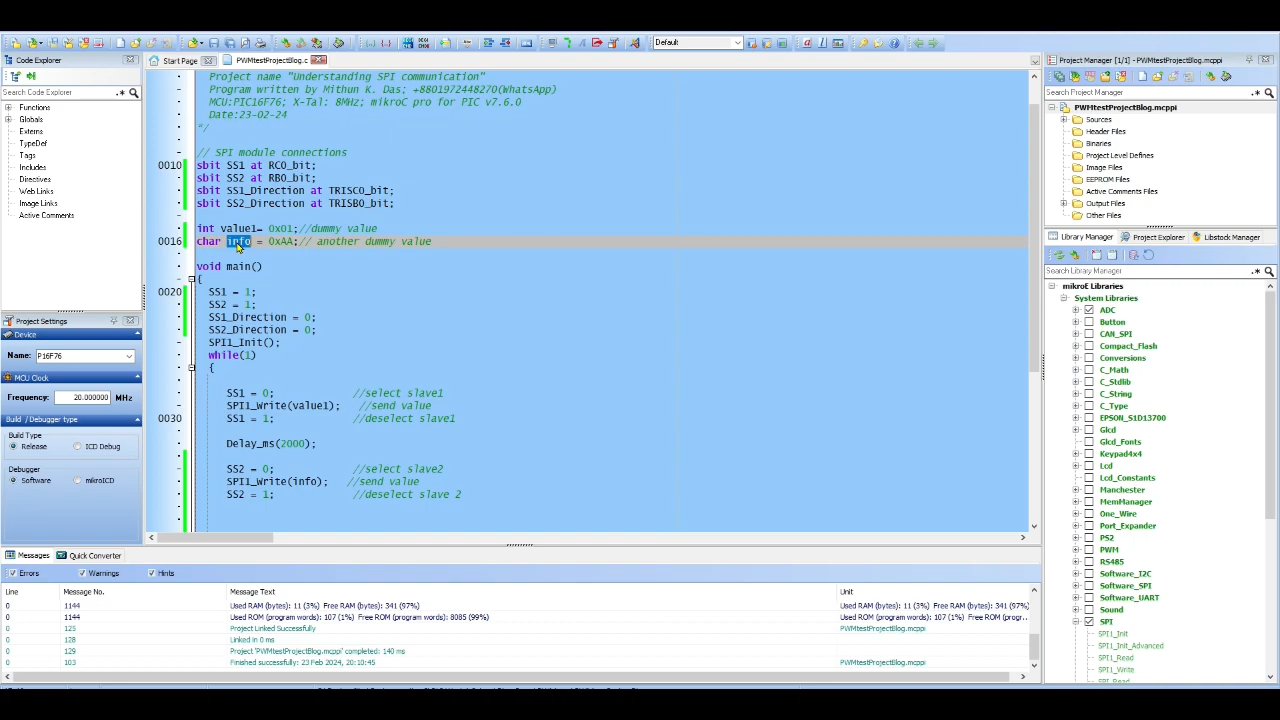 Default
Code Explorer
Search Code Explorer
Functions
Globals
Externs
TypeDef
Tags
Includes
Directives
Web Links
Image Links
Active Comments
Project Settings
Device
Name: P16F76
MCU Clock
Frequency: 20.000000 MHz
Build / Debugger type
Build Type
Release
ICD Debug
Debugger
Software
mikroICD
Start Page
PWMtestProjectBlog.c
Project name "Understanding SPI communication"
Program written by Mithun K. Das; +8801972448270(WhatsApp)
MCU:PIC16F76; X-Tal: 8MHz; mikroC pro for PIC v7.6.0
Date:23-02-24
*/
// SPI module connections
0010 sbit SS1 at RC0_bit;
sbit SS2 at RB0_bit;
sbit SS1_Direction at TRISC0_bit;
sbit SS2_Direction at TRISB0_bit;
int value1= 0x01;//dummy value
0016 char info = 0xAA;// another dummy value
void main()
{
0020 SS1 = 1;
SS2 = 1;
SS1_Direction = 0;
SS2_Direction = 0;
SPI1_Init();
while(1)
{
SS1 = 0; //select slave1
SPI1_Write(value1); //send value
0030 SS1 = 1; //deselect slave1
Delay_ms(2000);
SS2 = 0; //select slave2
SPI1_Write(info); //send value
SS2 = 1; //deselect slave 2
Messages
Quick Converter
Errors
Warnings
Hints
Line Message No. Message Text Unit
0 1144 Used RAM (bytes): 11 (3%) Free RAM (bytes): 341 (97%) Used RAM (bytes): 11 (3%) Free RAM (bytes): 341 (97%)
0 1144 Used ROM (program words): 107 (1%) Free ROM (program words): 8085 (99%) Used ROM (program words): 107 (1%) Free ROM (progr...
0 125 Project Linked Successfully PWMtestProjectBlog.mcppi
0 128 Linked in 0 ms
0 129 Project 'PWMtestProjectBlog.mcppi' completed: 140 ms
0 103 Finished successfully: 23 Feb 2024, 20:10:45 PWMtestProjectBlog.mcppi
Project Manager [1/1] - PWMtestProjectBlog.mcppi
Search Project Manager
PWMtestProjectBlog.mcppi
Sources
Header Files
Binaries
Project Level Defines
Image Files
EEPROM Files
Active Comments Files
Output Files
Other Files
Library Manager
Project Explorer
Libstock Manager
Search Library Manager
mikroE Libraries
System Libraries
ADC
Button
CAN_SPI
Compact_Flash
Conversions
C_Math
C_Stdlib
C_String
C_Type
EPSON_S1D13700
Glcd
Glcd_Fonts
Keypad4x4
Lcd
Lcd_Constants
Manchester
MemManager
One_Wire
Port_Expander
PS2
PWM
RS485
Software_I2C
Software_SPI
Software_UART
Sound
SPI
SPI1_Init
SPI1_Init_Advanced
SPI1_Read
SPI1_Write
SPI_Read